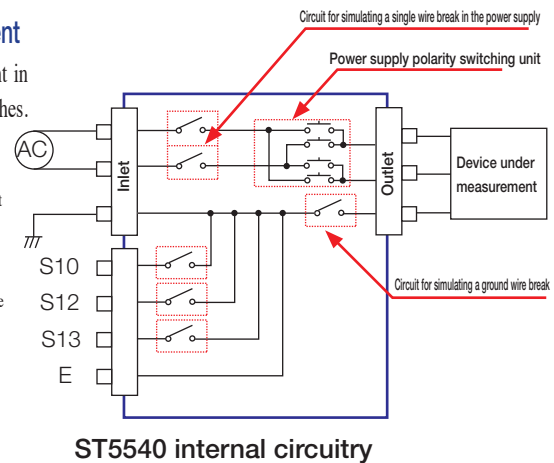 Circuit for simulating a single wire break in the power supply
nt
Power supply polarity switching unit
t in
hes.
AC
Inlet
Outlet
Device under
measurement
t
S10
Circuit for simulating a ground wire break
e
S12
S13
E
ST5540 internal circuitry